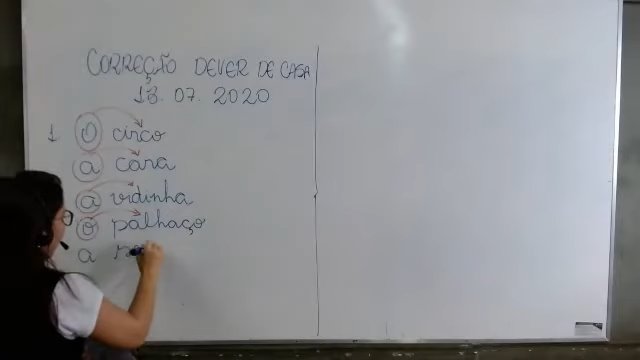 CORREÇÃO DEVER DE CASA
13.07.2020
1 o circo
a cara
a vidinha
o palhaço
a